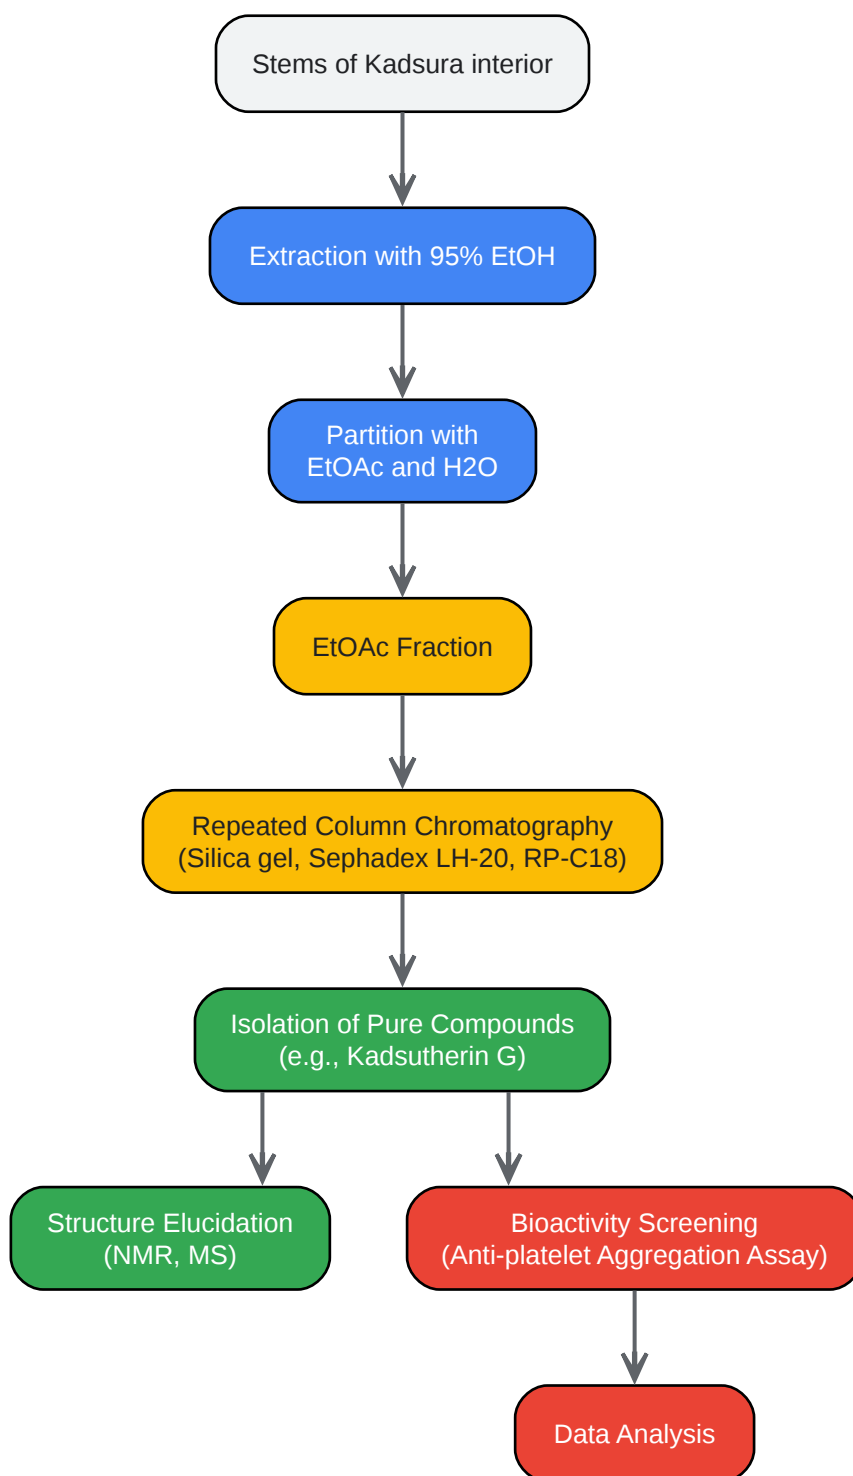 Stems of Kadsura interior
Extraction with 95% EtOH
Partition with
EtOAc and H2O
EtOAc Fraction
Repeated Column Chromatography
(Silica gel, Sephadex LH-20, RP-C18)
Isolation of Pure Compounds
(e.g., Kadsutherin G)
Structure Elucidation
(NMR, MS)
Bioactivity Screening
(Anti-platelet Aggregation Assay)
Data Analysis